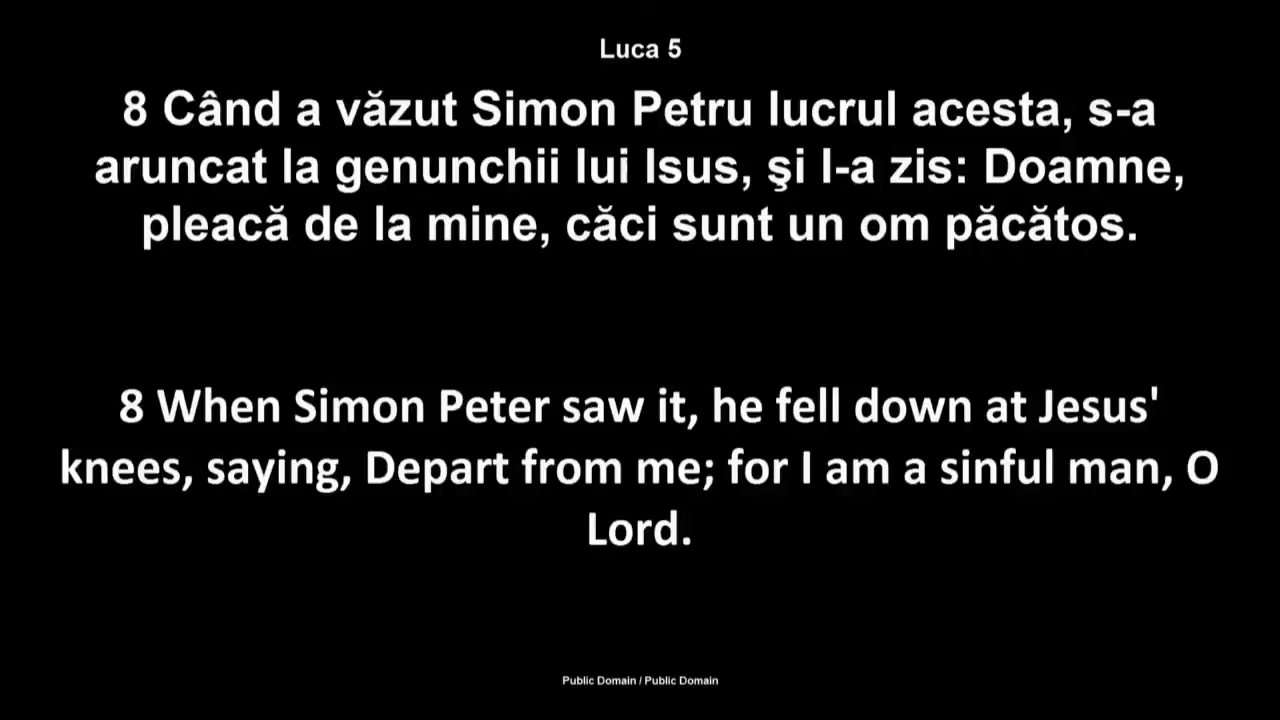 Luca 5
8 Când a văzut Simon Petru lucrul acesta, s-a
aruncat la genunchii lui Isus, şi I-a zis: Doamne,
pleacă de la mine, căci sunt un om păcătos.
8 When Simon Peter saw it, he fell down at Jesus'
knees, saying, Depart from me; for I am a sinful man, O
Lord.
Public Domain / Public Domain